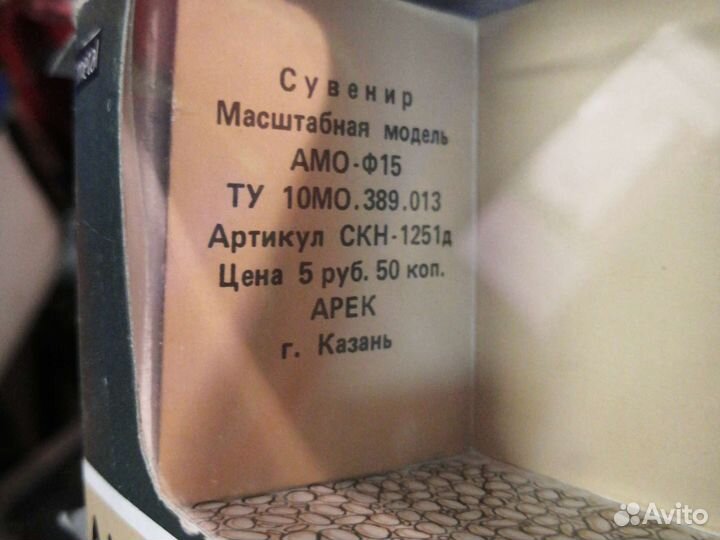 Сувенир
Масштабная модель
АМО-Ф15
ТУ 10МО.389.013
Артикул СКН-1251д
Цена 5 руб. 50 коп.
АРЕК
г. Казань
Avito